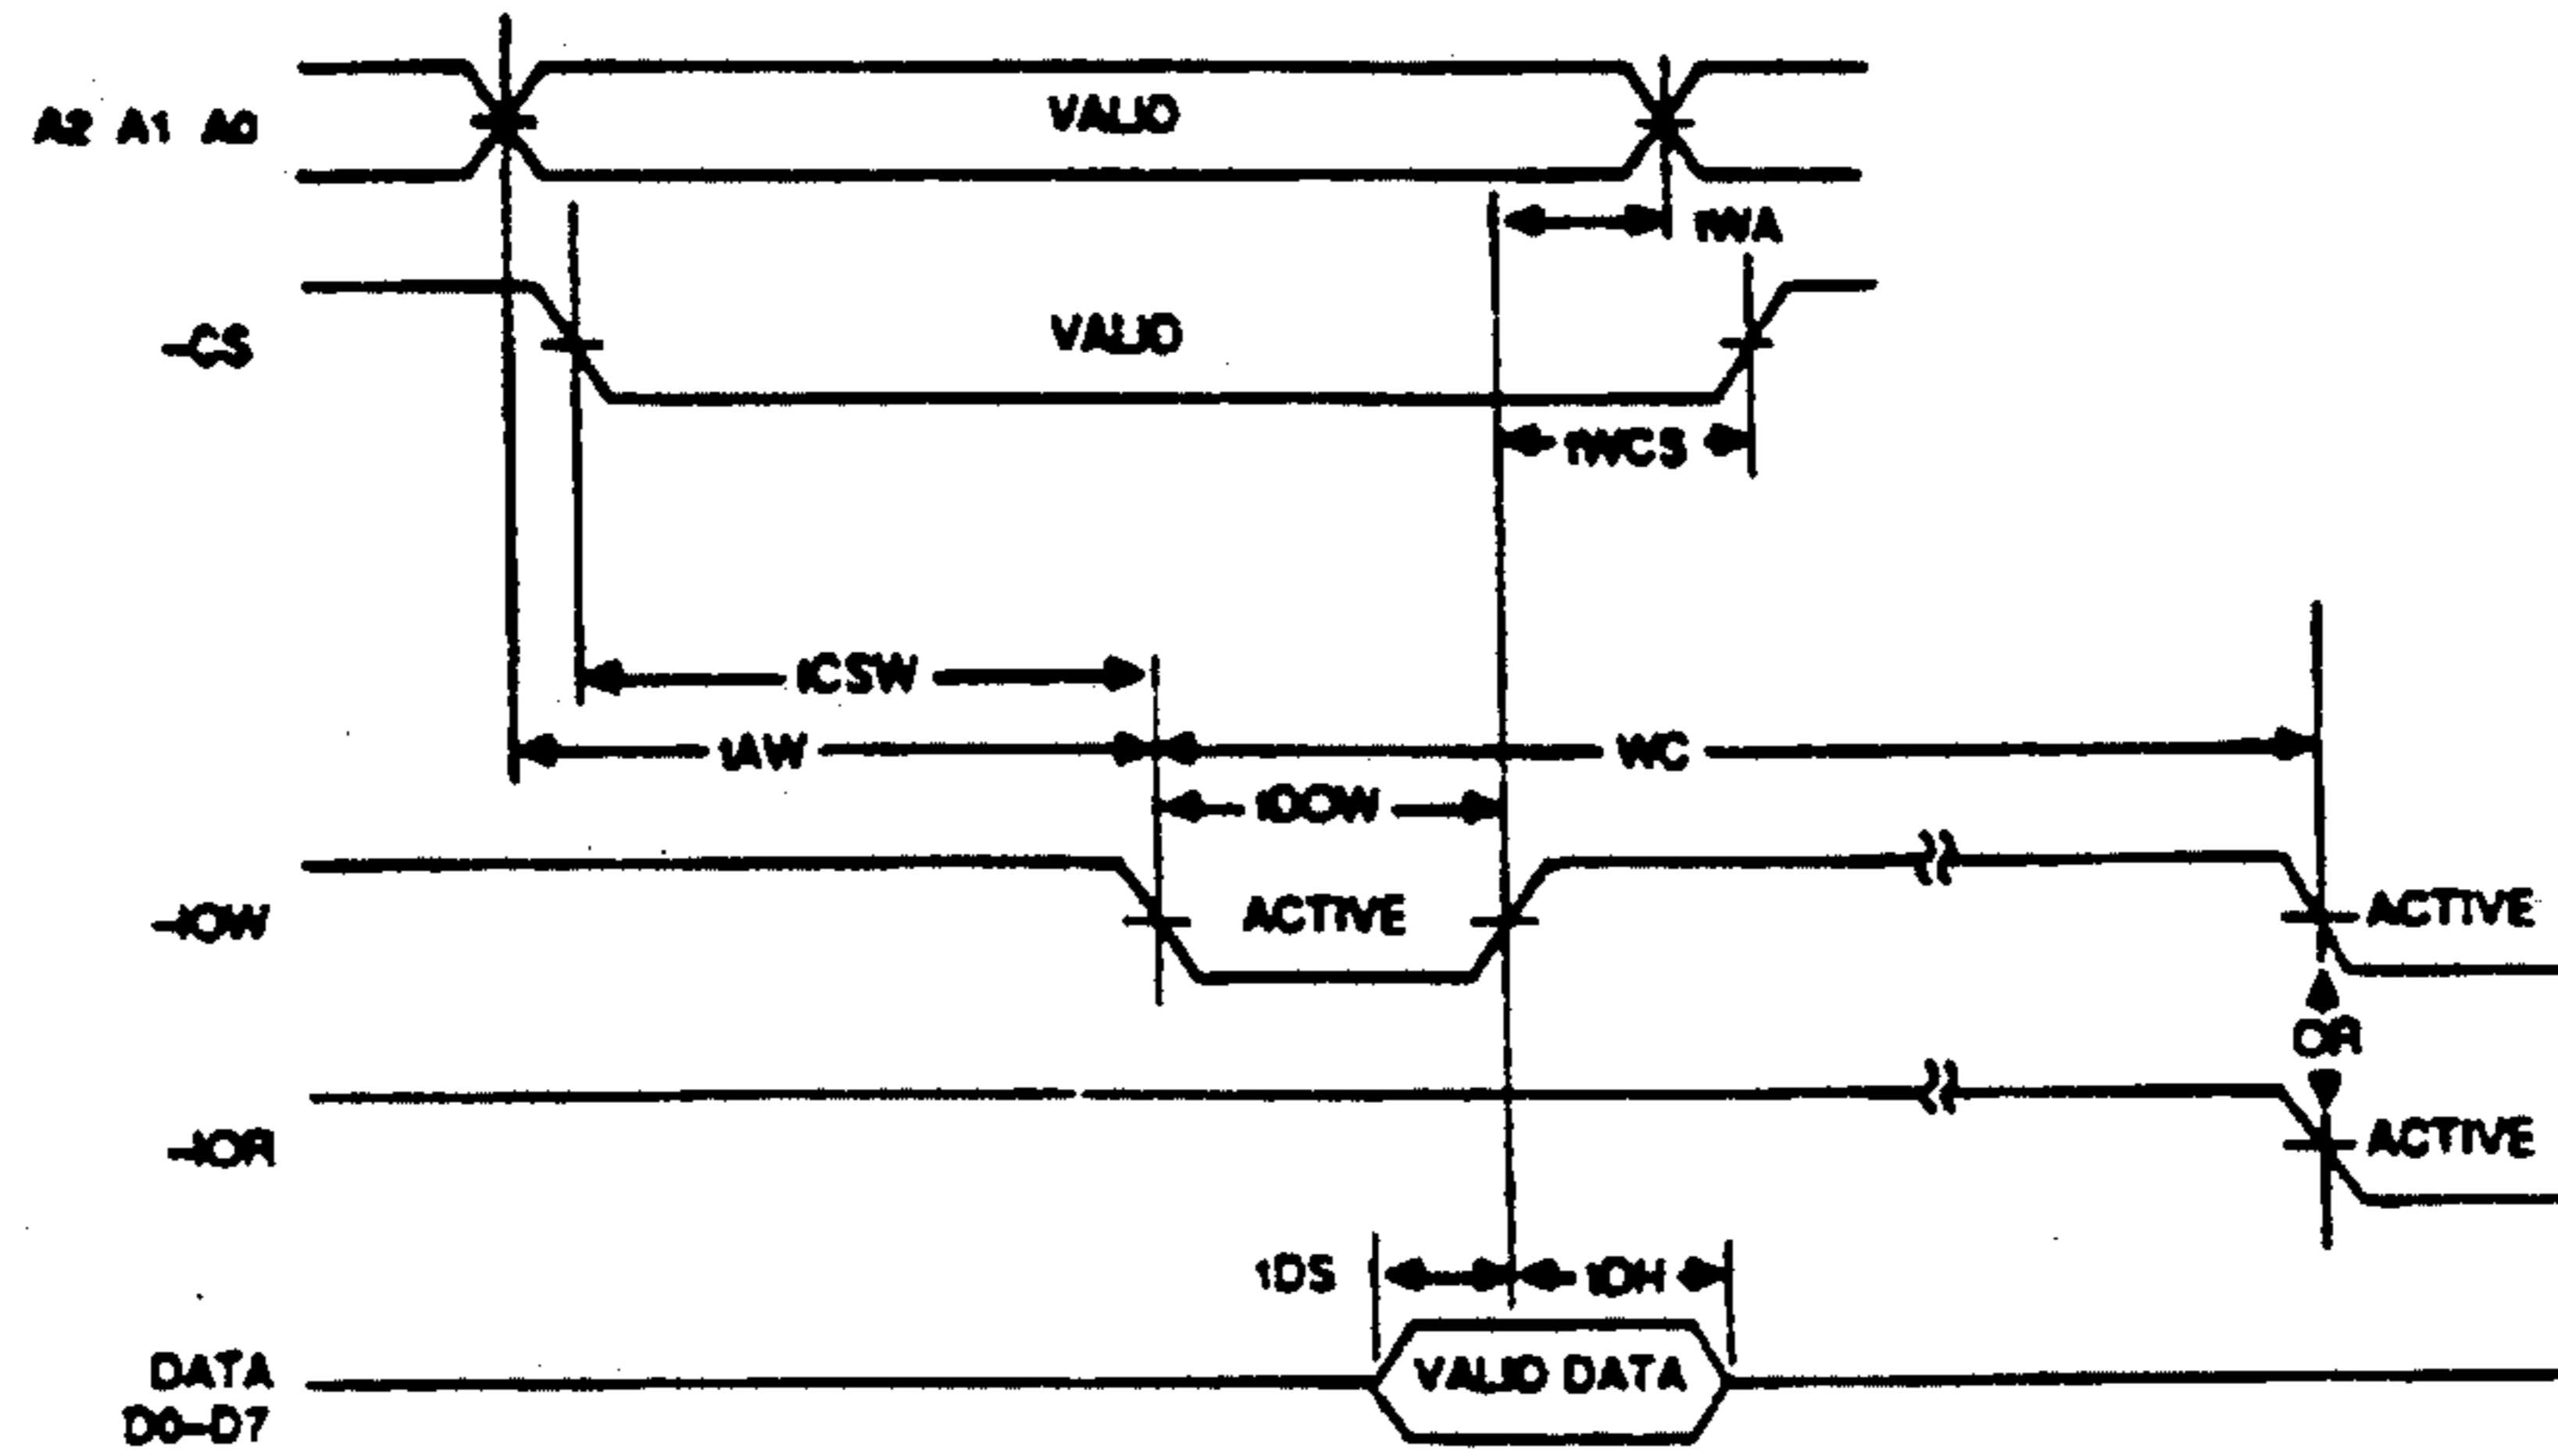 A2 A1 A0
VALID
tWA
-CS
VALID
tWCS
tCSW
tAW
WC
tDOW
-IOW
ACTIVE
ACTIVE
OR
-IOR
ACTIVE
tDS
tDH
DATA
D0-D7
VALID DATA